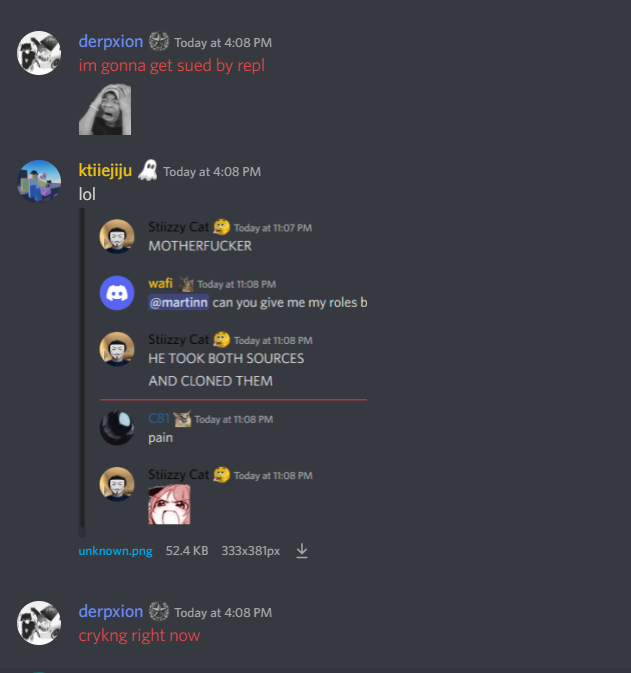 derpxion Today at 4:08 PM
im gonna get sued by repl
ktiiejiju Today at 4:08 PM
lol
Stiizzy Cat Today at 11:07 PM
MOTHERFUCKER
wafi Today at 11:08 PM
@martinn can you give me my roles b
Stiizzy Cat Today at 11:08 PM
HE TOOK BOTH SOURCES
AND CLONED THEM
C81 Today at 11:08 PM
pain
Stiizzy Cat Today at 11:08 PM
unknown.png 52.4 KB 333x381px
derpxion Today at 4:08 PM
crykng right now